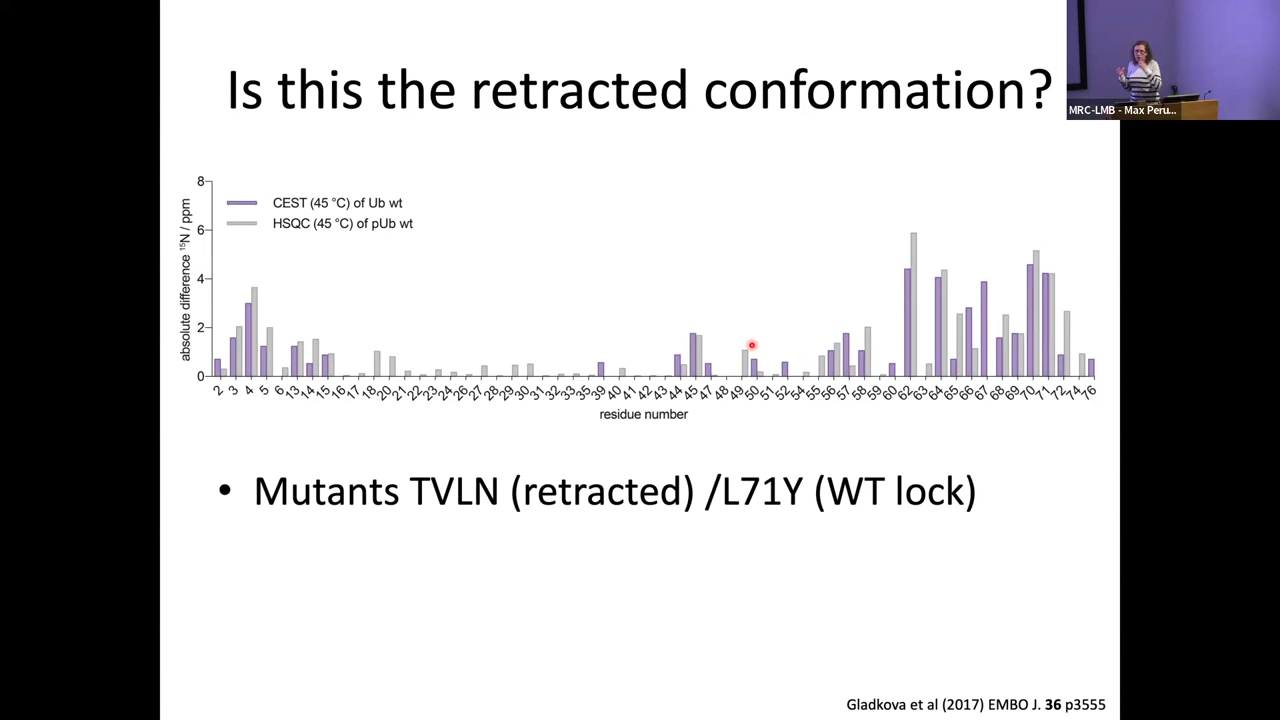 Is this the retracted conformation?
MRC-LMB - Max Peru...
8
6
4
2
0
absolute difference ¹⁵N / ppm
CEST (45 °C) of Ub wt
HSQC (45 °C) of pUb wt
2 3 4 5 6 13 14 15 16 17 18 20 21 22 23 24 26 27 28 29 30 31 32 33 35 39 40 41 42 43 44 45 47 48 49 50 51 52 54 55 56 57 58 59 60 62 63 64 65 66 67 68 69 70 71 72 74 76
residue number
• Mutants TVLN (retracted) /L71Y (WT lock)
Gladkova et al (2017) EMBO J. 36 p3555